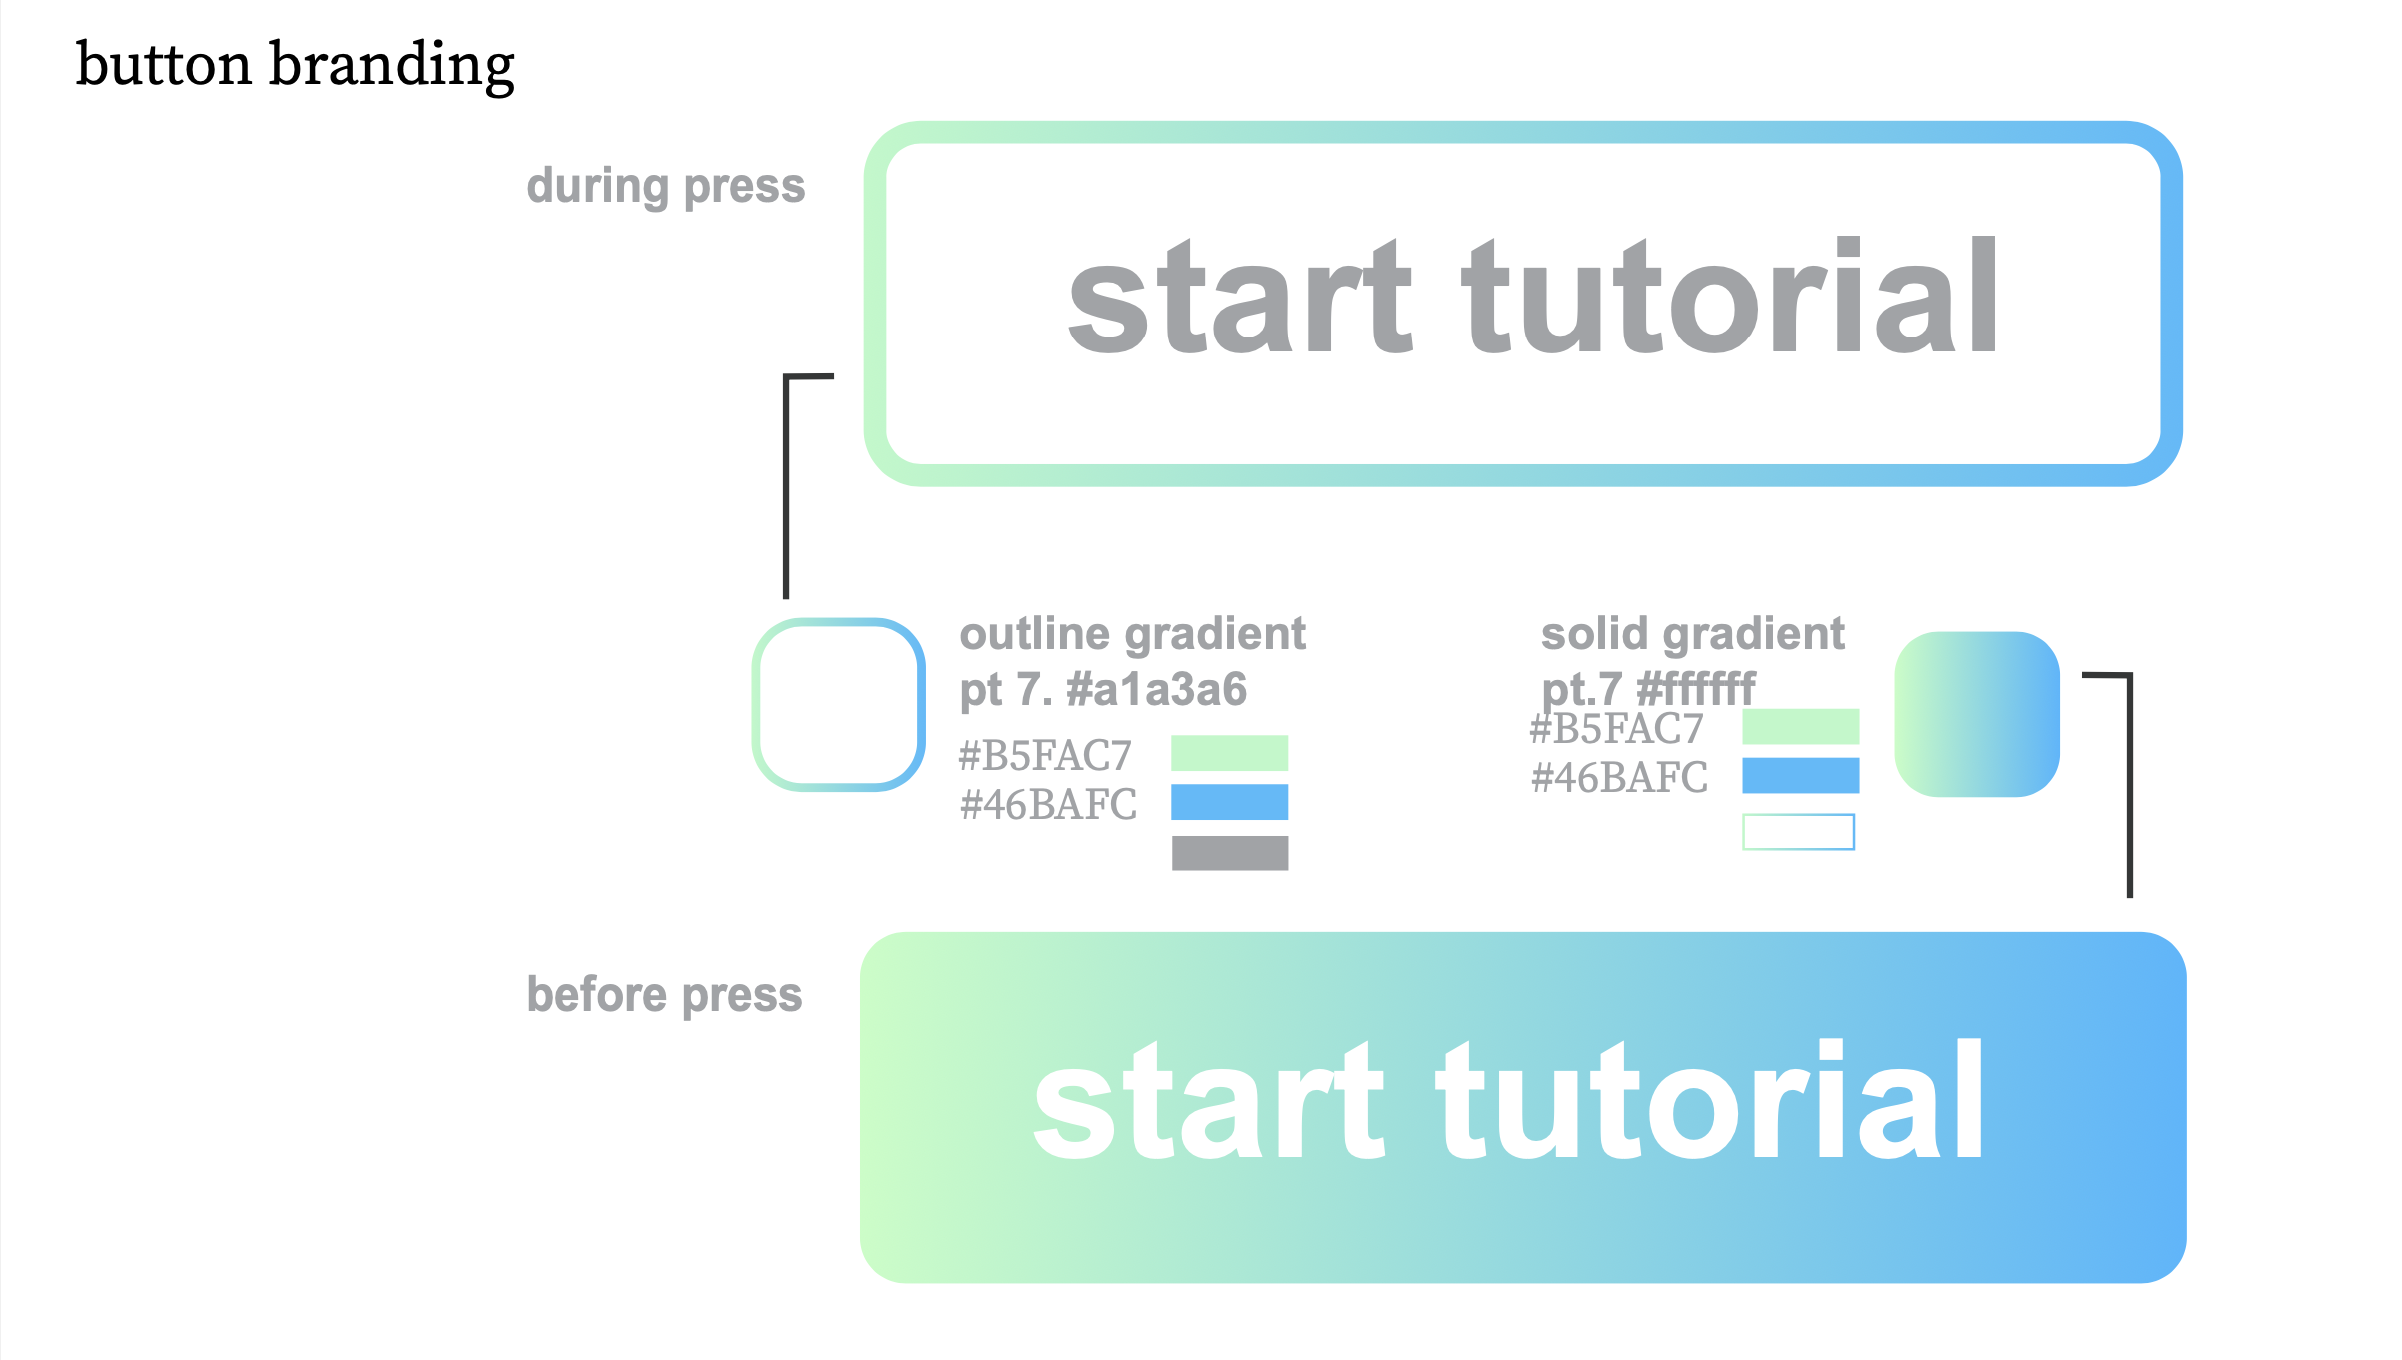 button branding
during press
start tutorial
outline gradient
pt 7. #a1a3a6
#B5FAC7
#46BAFC
solid gradient
pt.7 #ffffff
#B5FAC7
#46BAFC
before press
start tutorial